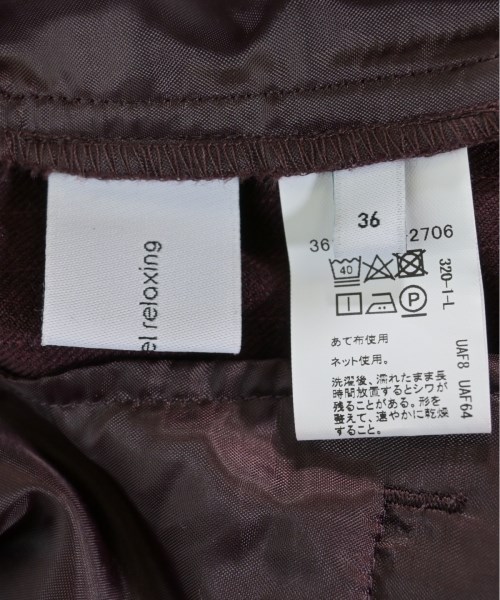 el relaxing
36
36
2706
40
320-1-L
あて布使用
ネット使用。
洗濯後、濡れたまま長
時間放置するとシワが
残ることがある。形を
整えて、速やかに乾燥
すること。
UAF8 UAF64